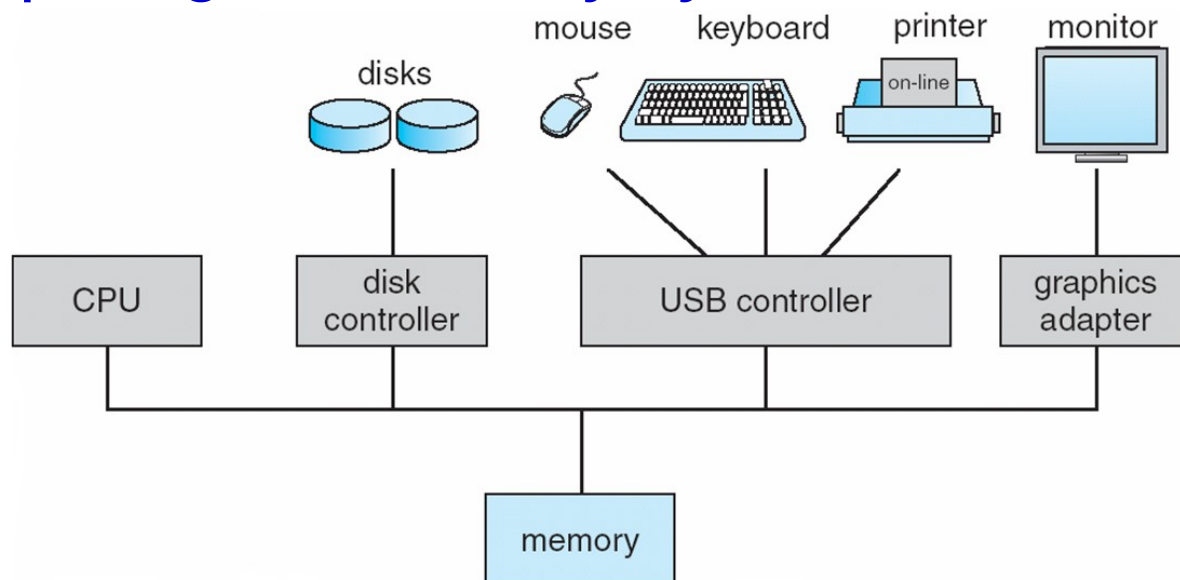 mouse keyboard printer monitor
disks
on-line
CPU
disk
controller
USB controller
graphics
adapter
memory